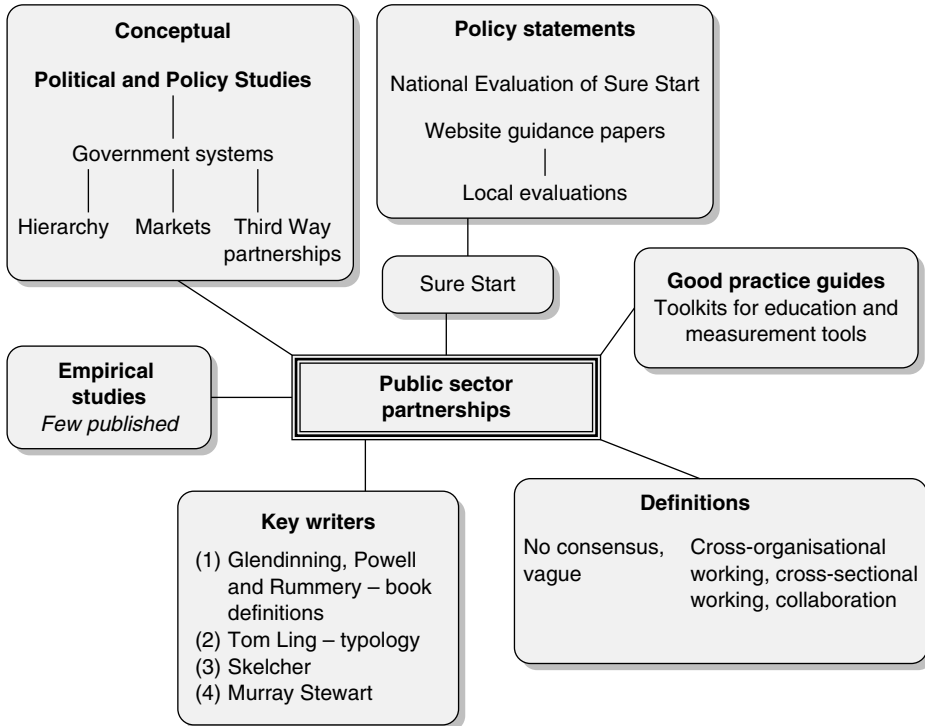 Conceptual
Political and Policy Studies
Government systems
Hierarchy
Markets
Third Way
partnerships
Policy statements
National Evaluation of Sure Start
Website guidance papers
Local evaluations
Sure Start
Good practice guides
Toolkits for education and
measurement tools
Empirical
studies
Few published
Public sector
partnerships
Key writers
(1) Glendinning, Powell
and Rummery – book
definitions
(2) Tom Ling – typology
(3) Skelcher
(4) Murray Stewart
Definitions
No consensus,
vague
Cross-organisational
working, cross-sectional
working, collaboration